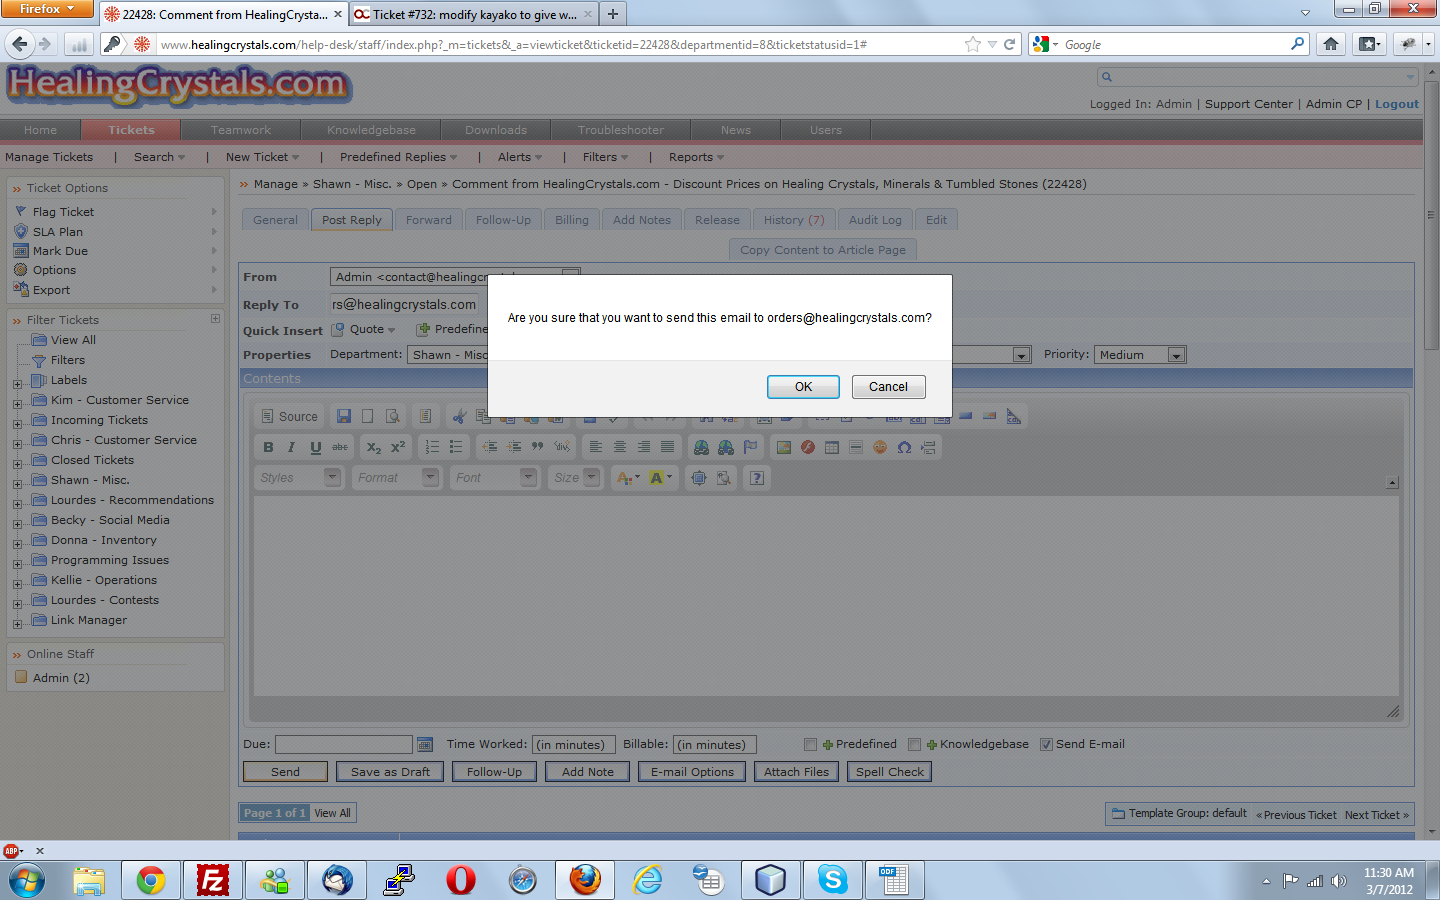 Firefox
22428: Comment from HealingCrysta...
Ticket #732: modify kayako to give w...
www.healingcrystals.com/help-desk/staff/index.php?_m=tickets&_a=viewticket&ticketid=22428&departmentid=8&ticketstatusid=1#
Google
HealingCrystals.com
Logged In: Admin | Support Center | Admin CP | Logout
Home Tickets Teamwork Knowledgebase Downloads Troubleshooter News Users
Manage Tickets | Search | New Ticket | Predefined Replies | Alerts | Filters | Reports
» Ticket Options
Flag Ticket
SLA Plan
Mark Due
Options
Export
» Filter Tickets
View All
Filters
Labels
Kim - Customer Service
Incoming Tickets
Chris - Customer Service
Closed Tickets
Shawn - Misc.
Lourdes - Recommendations
Becky - Social Media
Donna - Inventory
Programming Issues
Kellie - Operations
Lourdes - Contests
Link Manager
» Online Staff
Admin (2)
» Manage » Shawn - Misc. » Open » Comment from HealingCrystals.com - Discount Prices on Healing Crystals, Minerals & Tumbled Stones (22428)
General Post Reply Forward Follow-Up Billing Add Notes Release History (7) Audit Log Edit
Copy Content to Article Page
From Admin <contact@healingcr
Reply To rs@healingcrystals.com
Quick Insert Quote Predefine
Properties Department: Shawn - Misc Priority: Medium
Contents
Are you sure that you want to send this email to orders@healingcrystals.com?
OK Cancel
Source
B I U abc X2 X2
Styles Format Font Size A A ?
Due: Time Worked: (in minutes) Billable: (in minutes) Predefined Knowledgebase Send E-mail
Send Save as Draft Follow-Up Add Note E-mail Options Attach Files Spell Check
Page 1 of 1 View All
Template Group: default «Previous Ticket Next Ticket »
ABP
ODF
11:30 AM
3/7/2012